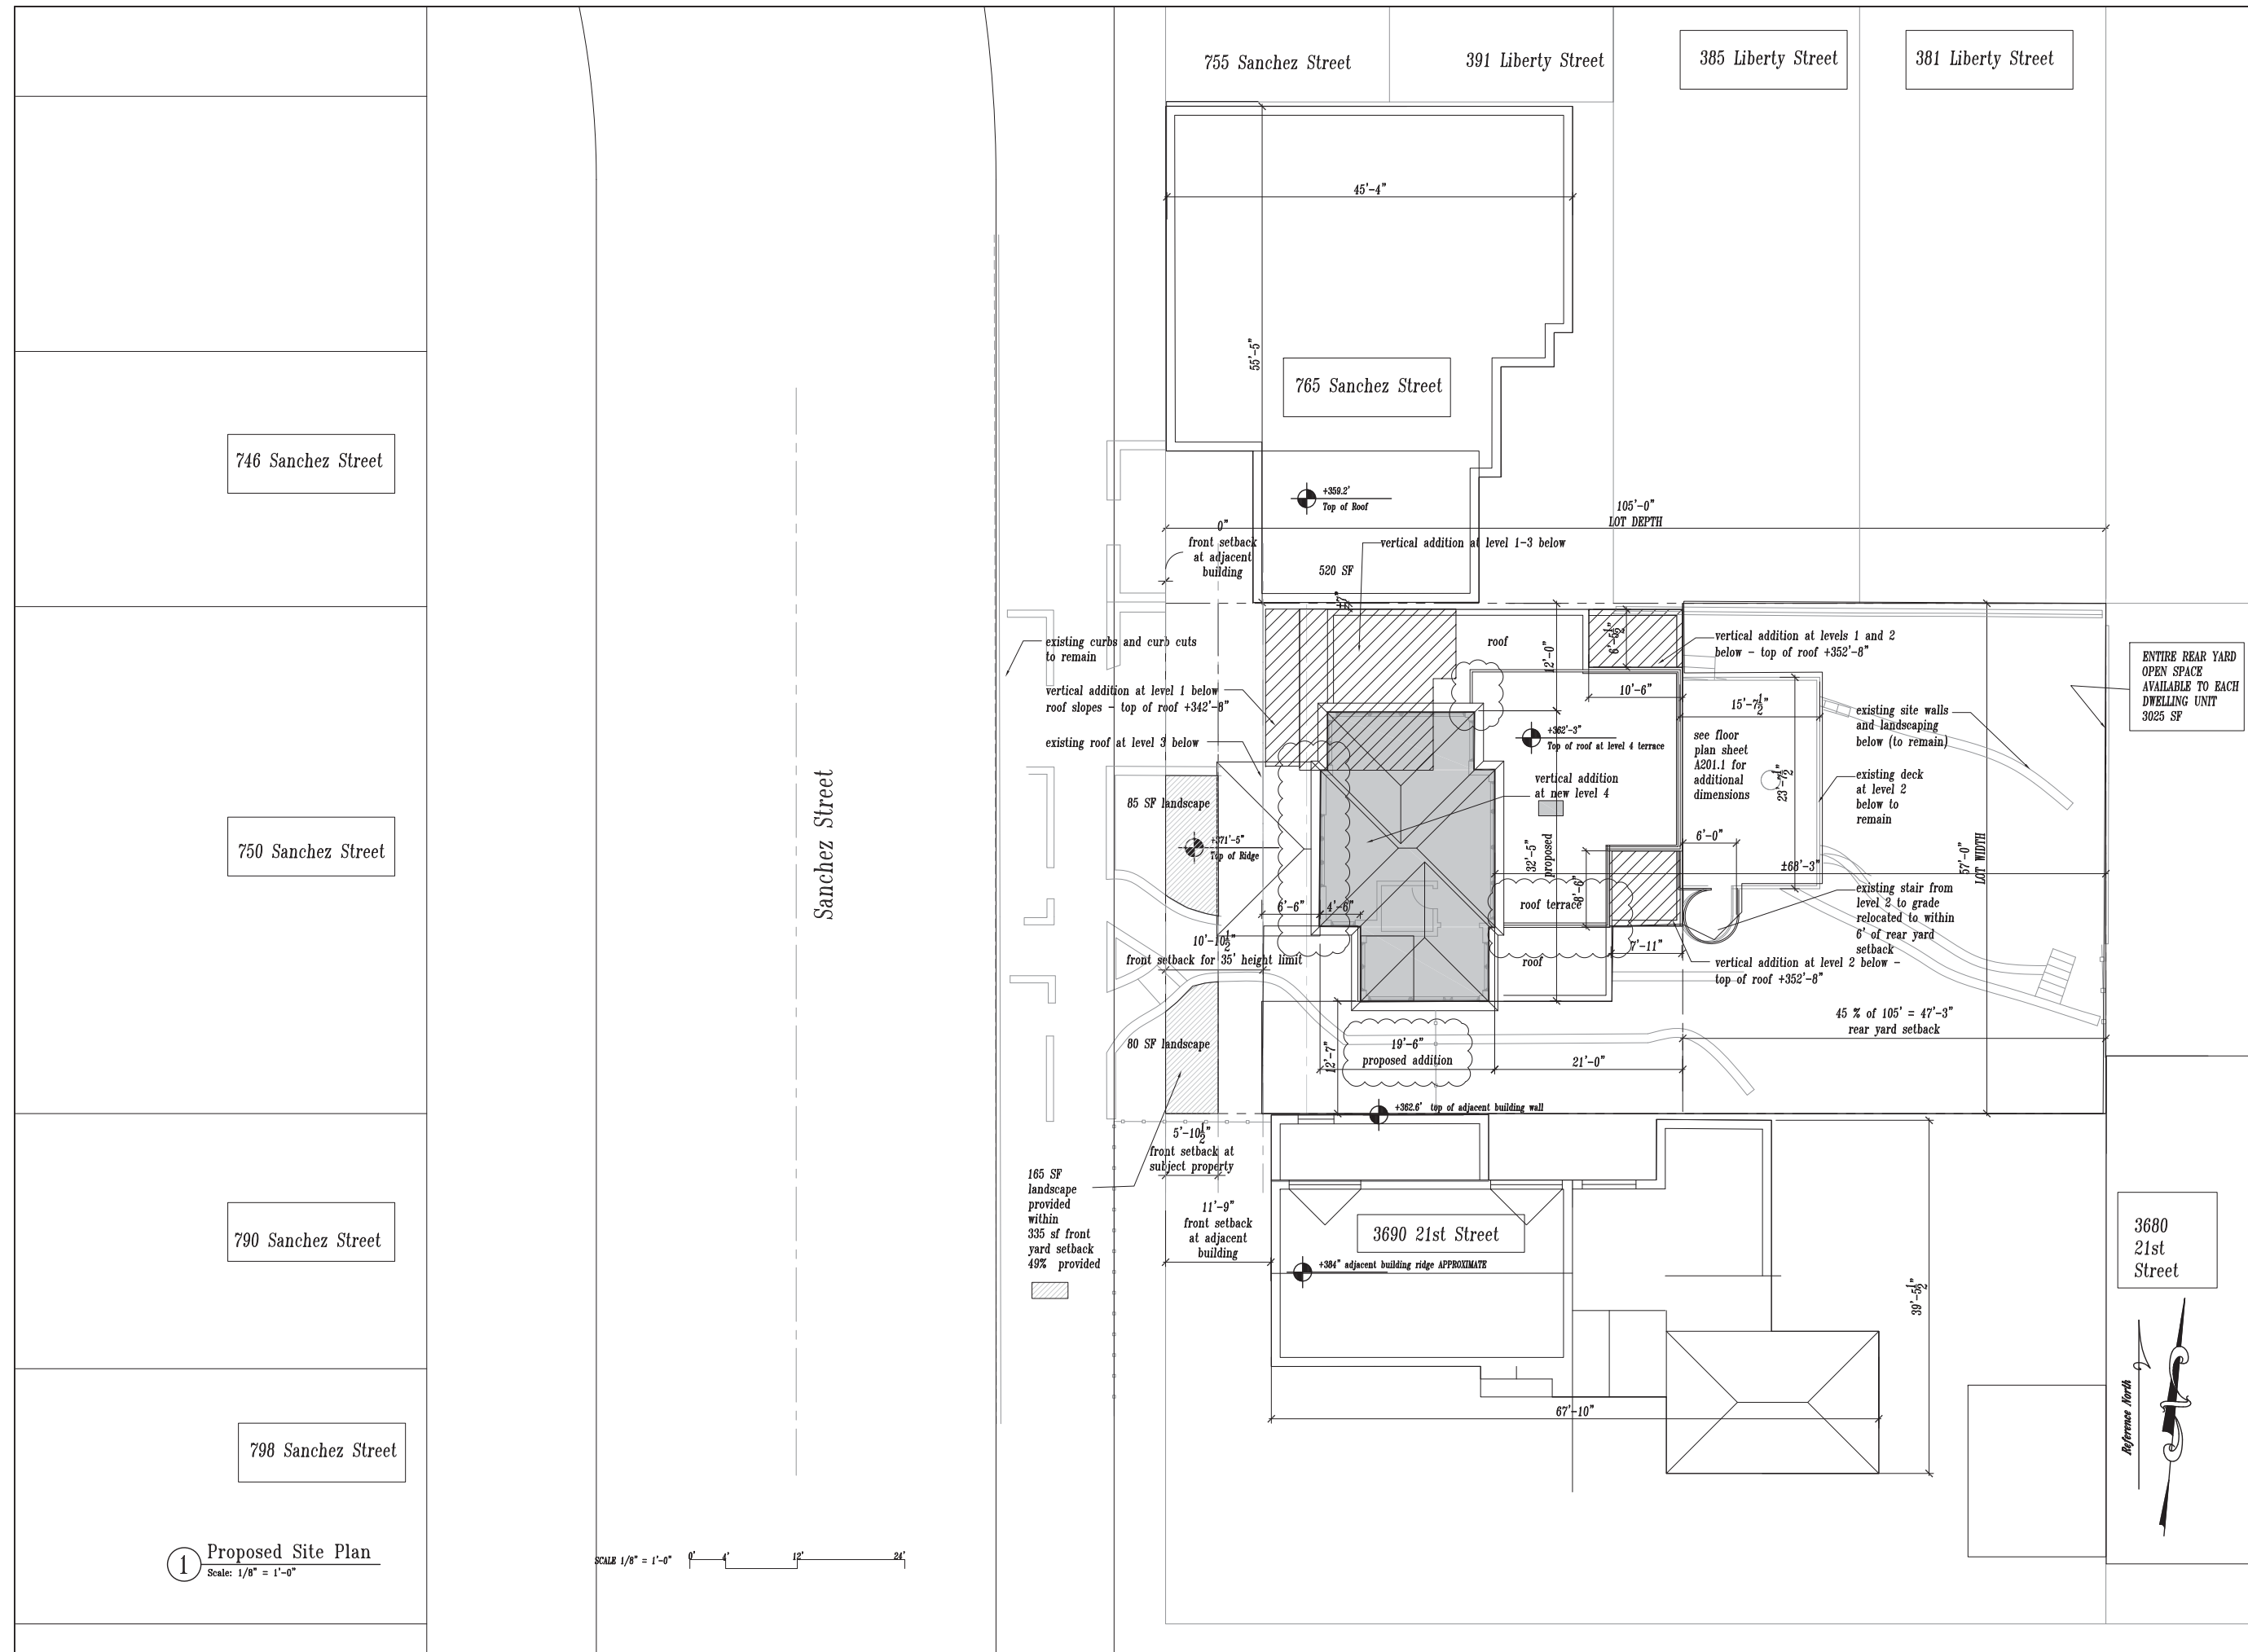 755 Sanchez Street
391 Liberty Street
385 Liberty Street
381 Liberty Street
45'-4"
55'-5"
765 Sanchez Street
746 Sanchez Street
+359.2'
Top of Roof
105'-0"
LOT DEPTH
0"
front setback
at adjacent
building
vertical addition at level 1-3 below
520 SF
existing curbs and curb cuts
to remain
roof
12'-0"
6'-5 1/2"
vertical addition at levels 1 and 2
below - top of roof +352'-8"
ENTIRE REAR YARD
OPEN SPACE
AVAILABLE TO EACH
DWELLING UNIT
3025 SF
vertical addition at level 1 below
roof slopes - top of roof +342'-8"
10'-6"
15'-7 1/2"
existing site walls
and landscaping
below (to remain)
existing roof at level 3 below
+362'-3"
Top of roof at level 4 terrace
see floor
plan sheet
A201.1 for
additional
dimensions
23'-7 1/2"
existing deck
at level 2
below to
remain
vertical addition
at new level 4
85 SF landscape
Sanchez Street
750 Sanchez Street
+371'-5"
Top of Ridge
32'-5"
proposed
6'-0"
±68'-3"
57'-0"
LOT WIDTH
existing stair from
level 2 to grade
relocated to within
6' of rear yard
setback
6'-6"
4'-6"
roof terrace
8'-6"
10'-10 1/2"
front setback for 35' height limit
7'-11"
roof
vertical addition at level 2 below -
top of roof +352'-8"
45 % of 105' = 47'-3"
rear yard setback
80 SF landscape
12'-7"
19'-6"
proposed addition
21'-0"
+362.6' top of adjacent building wall
5'-10 1/2"
front setback at
subject property
165 SF
landscape
provided
within
335 sf front
yard setback
49% provided
11'-9"
front setback
at adjacent
building
790 Sanchez Street
3690 21st Street
+384" adjacent building ridge APPROXIMATE
3680
21st
Street
39'-5 1/2"
67'-10"
Reference North
798 Sanchez Street
1
Proposed Site Plan
Scale: 1/8" = 1'-0"
SCALE 1/8" = 1'-0"
0'
4'
12'
24'